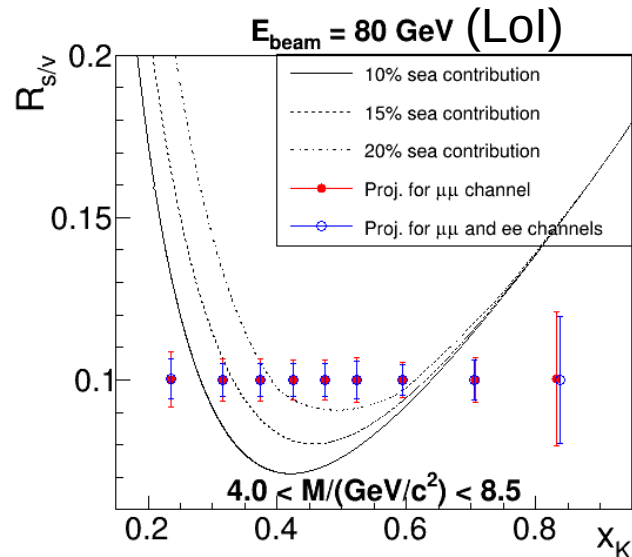 E_beam = 80 GeV (LoI)
R_s/v
0.2
10% sea contribution
15% sea contribution
20% sea contribution
Proj. for μμ channel
0.15
Proj. for μμ and ee channels
0.1
4.0 < M/(GeV/c²) < 8.5
0.2 0.4 0.6 0.8
x_K